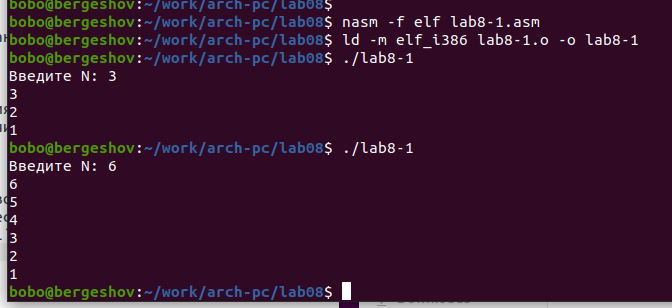 bobo@bergeshov:~/work/arch-pc/lab08$
bobo@bergeshov:~/work/arch-pc/lab08$ nasm -f elf lab8-1.asm
bobo@bergeshov:~/work/arch-pc/lab08$ ld -m elf_i386 lab8-1.o -o lab8-1
bobo@bergeshov:~/work/arch-pc/lab08$ ./lab8-1
Введите N: 3
3
2
1
bobo@bergeshov:~/work/arch-pc/lab08$ ./lab8-1
Введите N: 6
6
5
4
3
2
1
bobo@bergeshov:~/work/arch-pc/lab08$